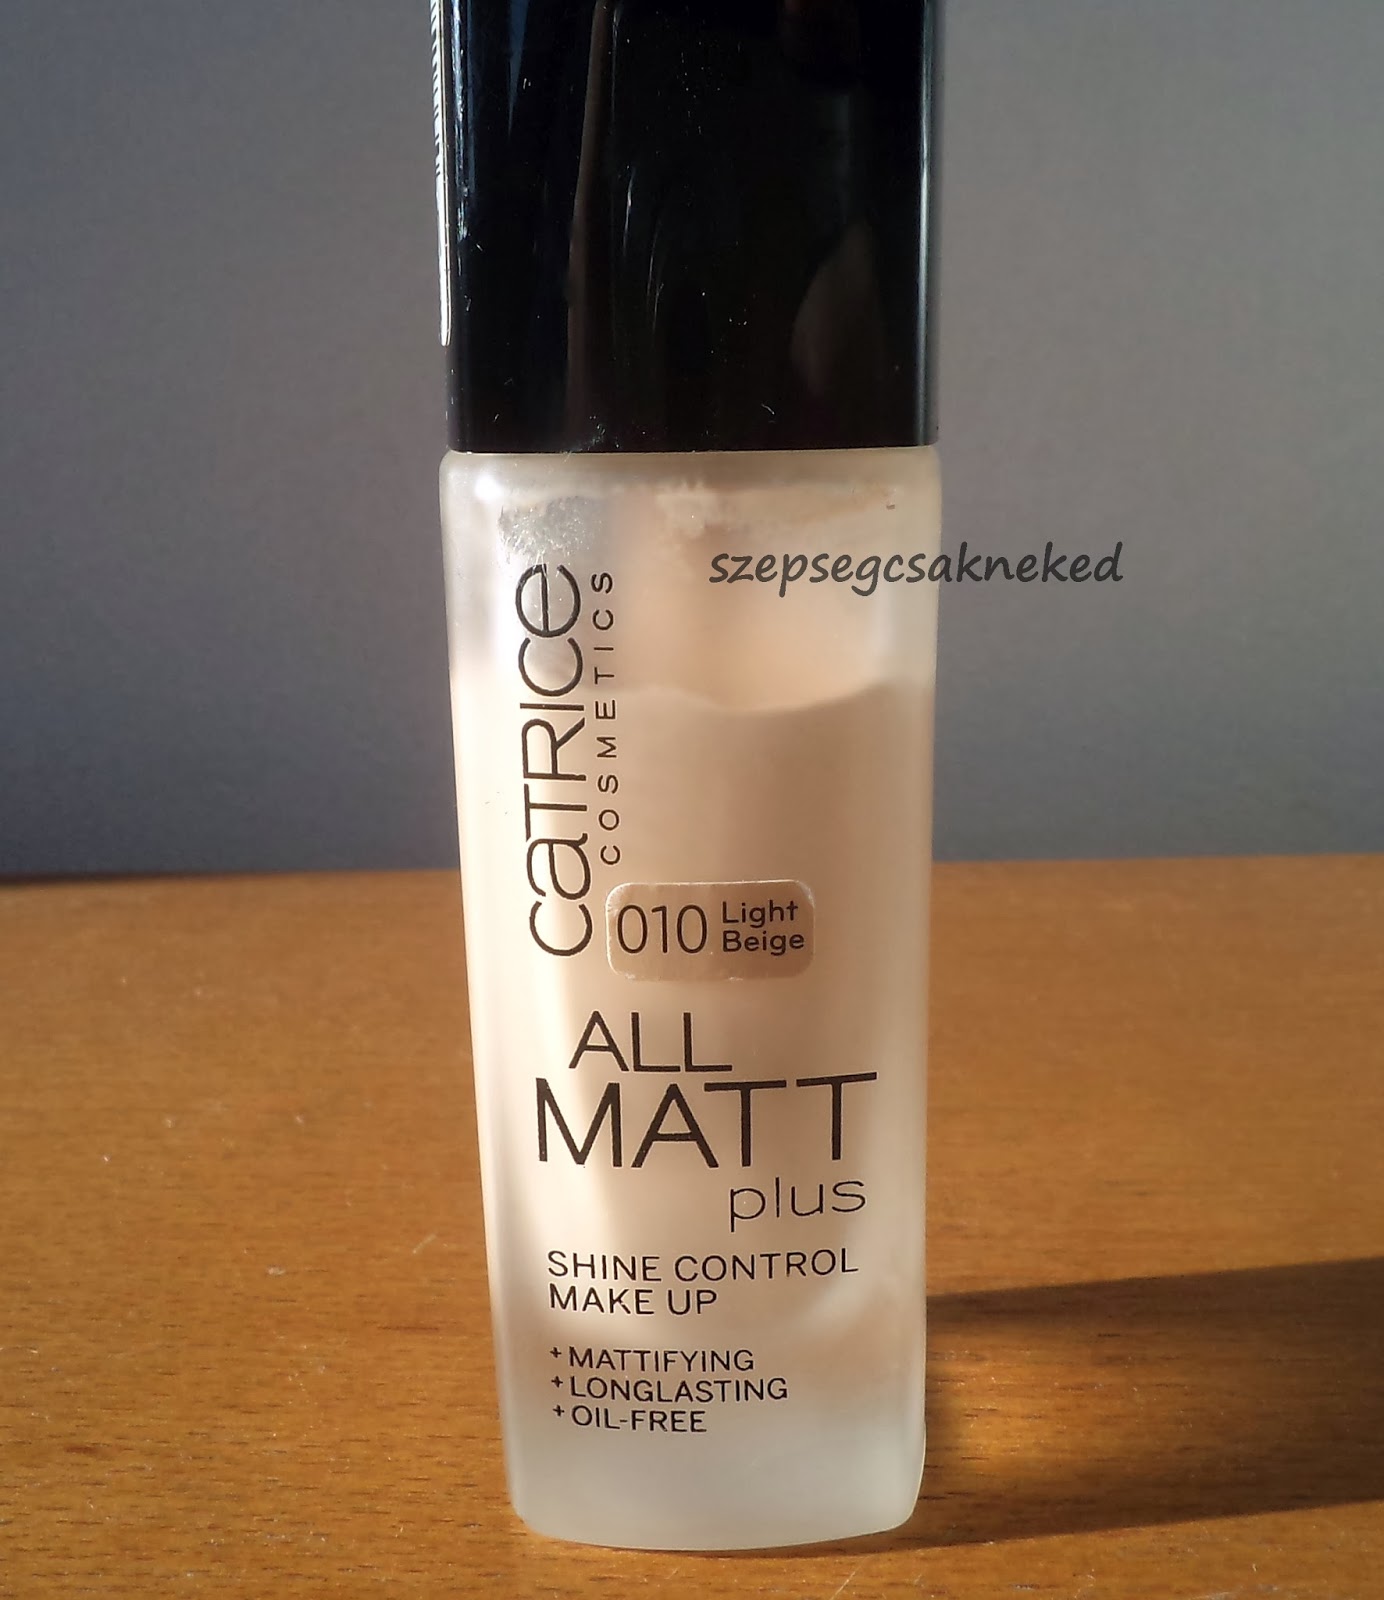 szepsegcsakneked
CATRICE
COSMETICS
010 Light
Beige
ALL
MATT
plus
SHINE CONTROL
MAKE UP
+MATTIFYING
+LONGLASTING
+OIL-FREE